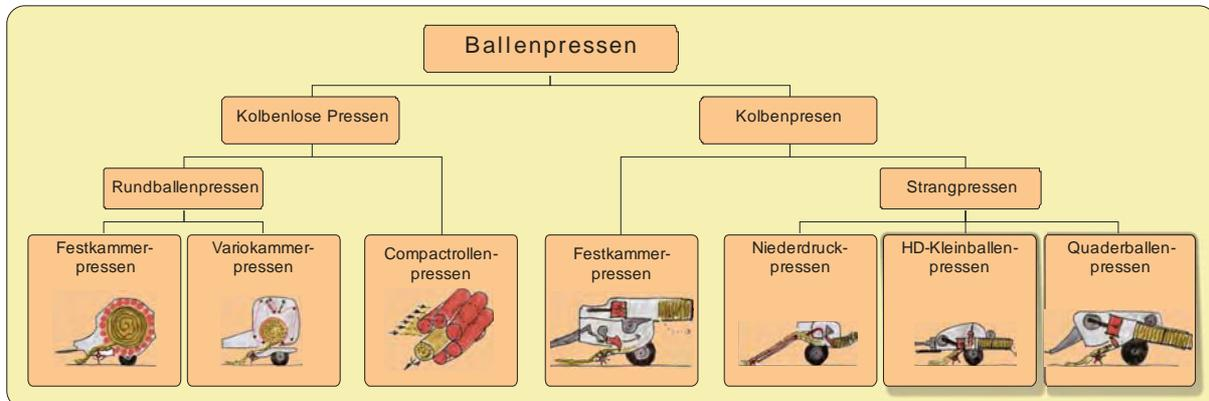 Ballenpressen
Kolbenlose Pressen
Kolbenpresen
Rundballenpressen
Strangpressen
Festkammer-
pressen
Variokammer-
pressen
Compactrollen-
pressen
Festkammer-
pressen
Niederdruck-
pressen
HD-Kleinballen-
pressen
Quaderballen-
pressen